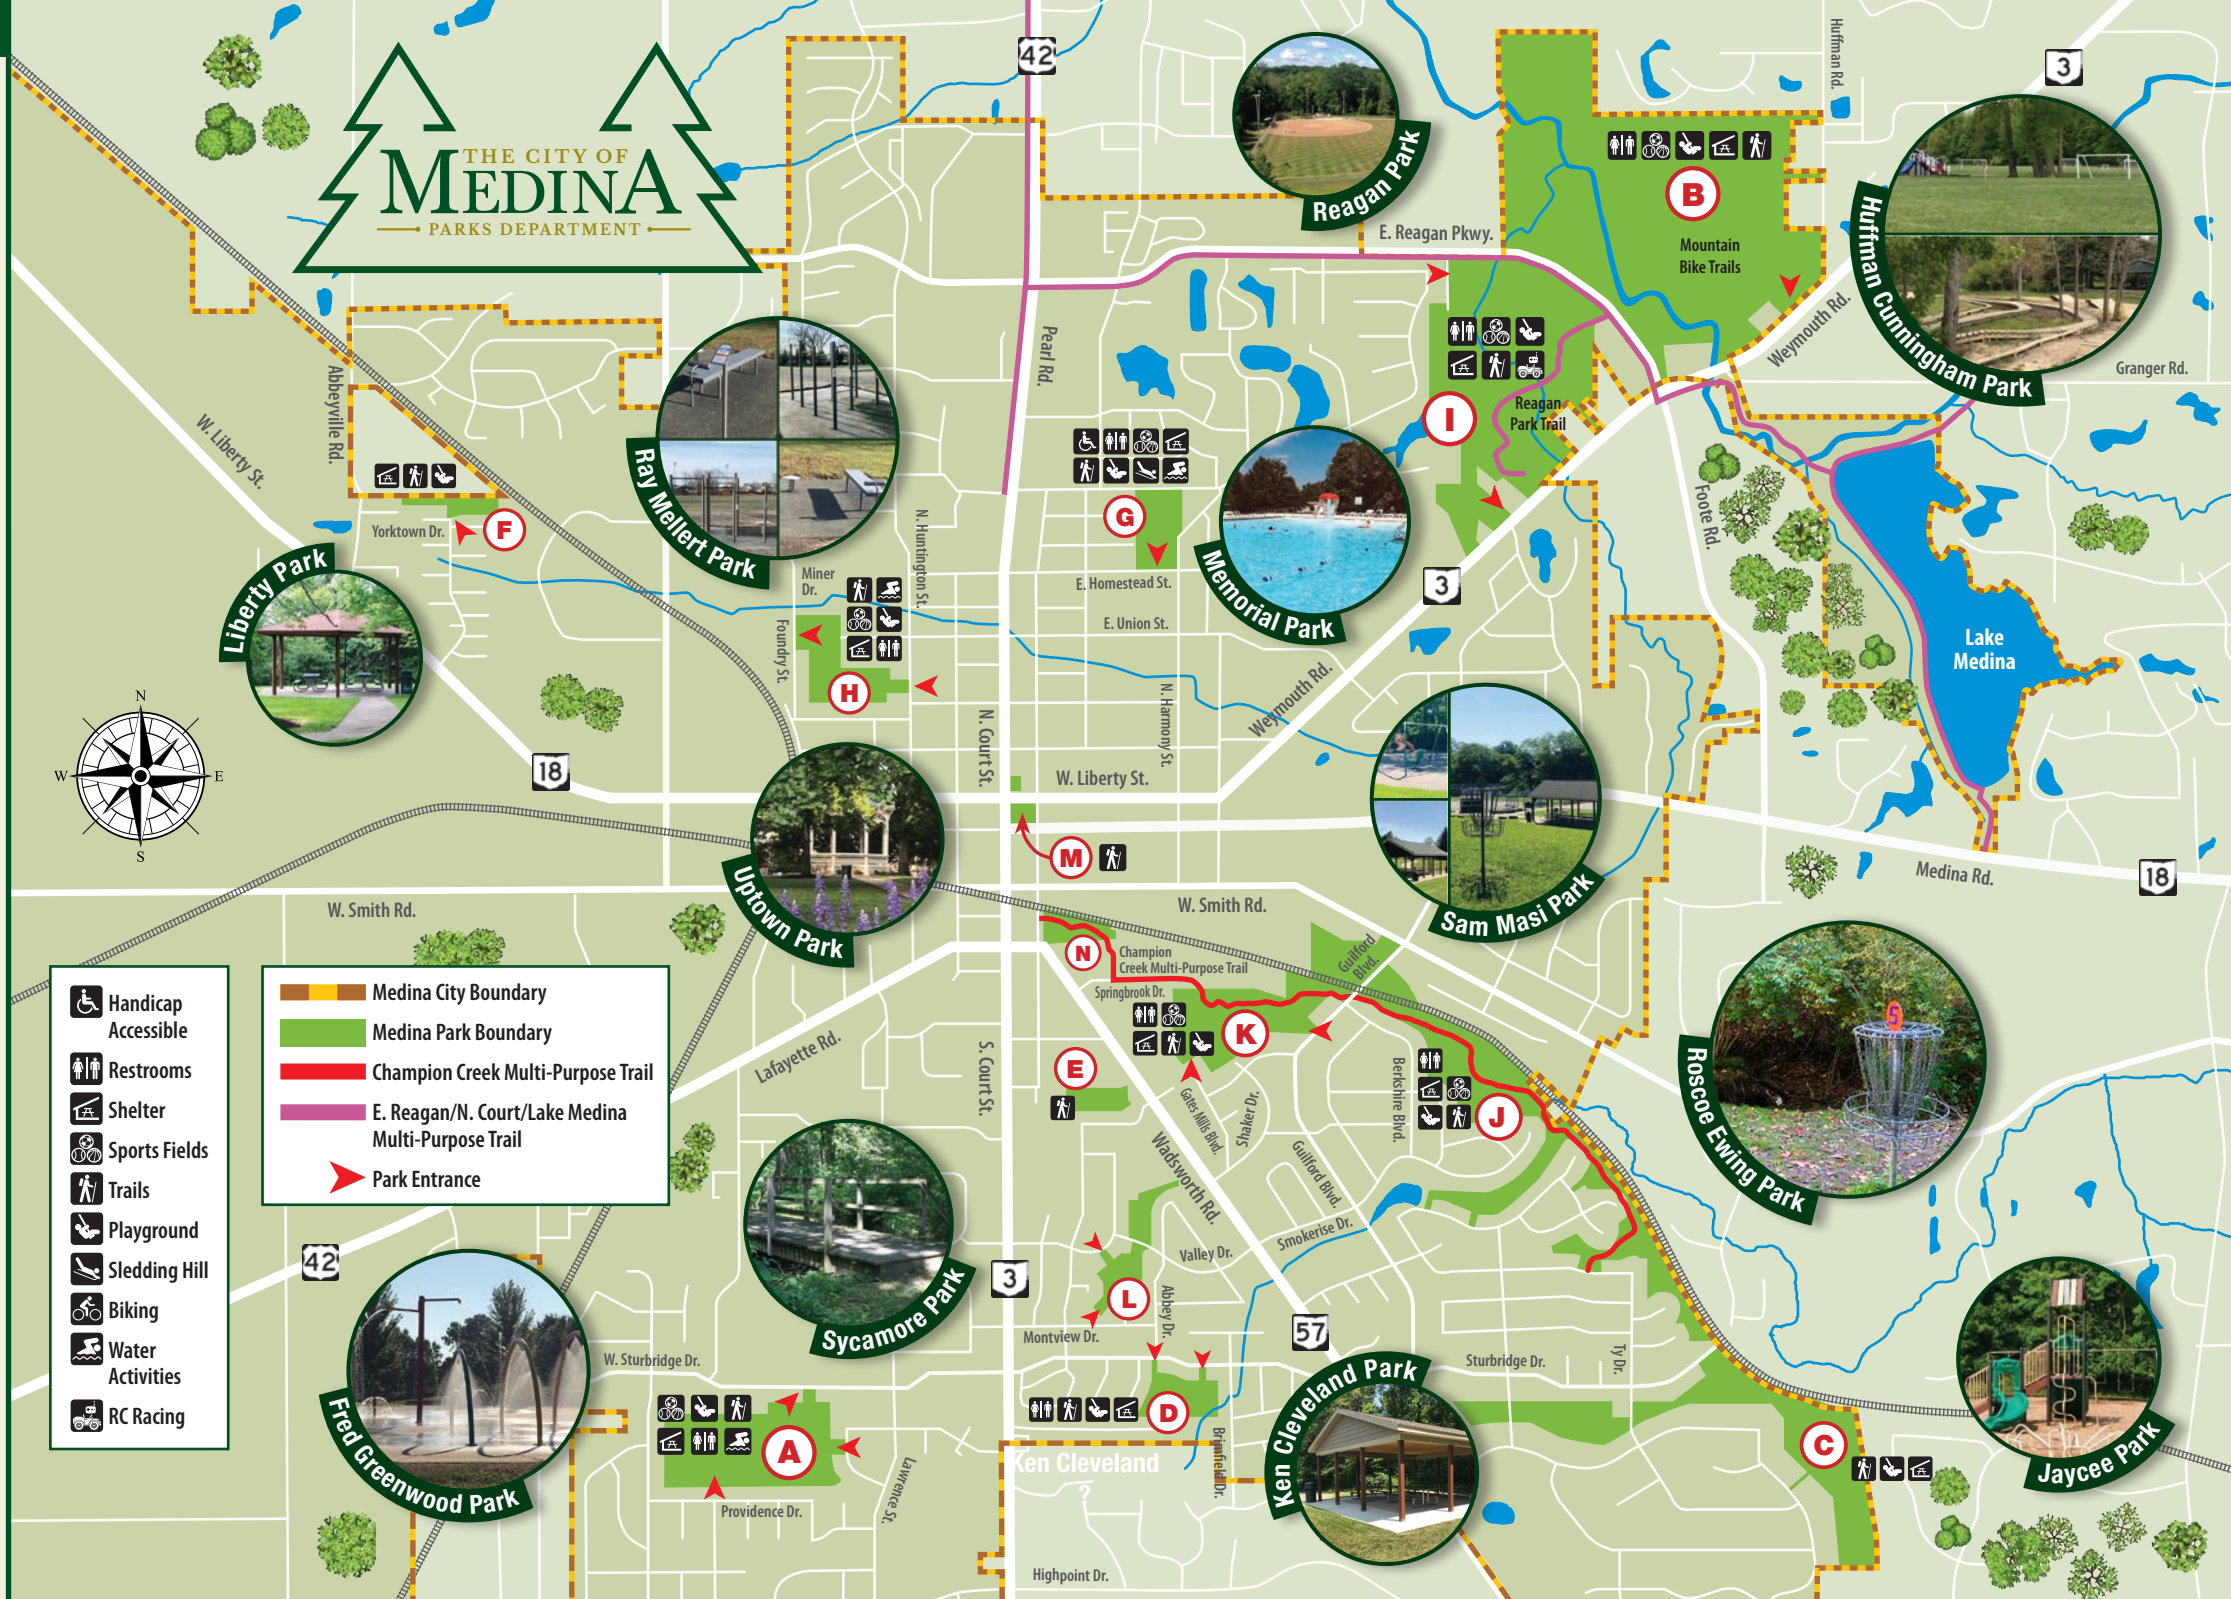 THE CITY OF
MEDINA
PARKS DEPARTMENT
42
3
Huffman Rd.
Reagan Park
E. Reagan Pkwy.
B
Mountain
Bike Trails
Huffman Cunningham Park
Weymouth Rd.
Granger Rd.
Pearl Rd.
Abbeyville Rd.
W. Liberty St.
Ray Mellert Park
I
Reagan
Park Trail
G
F
Yorktown Dr.
N. Huntington St.
Foote Rd.
Liberty Park
Miner
Dr.
E. Homestead St.
Memorial Park
3
E. Union St.
Foundry St.
H
Lake
Medina
N. Harmony St.
Weymouth Rd.
N
W
E
S
18
N. Court St.
W. Liberty St.
M
Uptown Park
Sam Masi Park
Medina Rd.
18
W. Smith Rd.
W. Smith Rd.
N
Champion
Creek Multi-Purpose Trail
Guilford
Blvd.
Springbrook Dr.
K
Handicap
Accessible
Restrooms
Shelter
Sports Fields
Trails
Playground
Sledding Hill
Biking
Water
Activities
RC Racing
Medina City Boundary
Medina Park Boundary
Champion Creek Multi-Purpose Trail
E. Reagan/N. Court/Lake Medina
Multi-Purpose Trail
Park Entrance
Lafayette Rd.
S. Court St.
E
Gates Mills Blvd.
Shaker Dr.
Berkshire Blvd.
J
5
Roscoe Ewing Park
Wadsworth Rd.
Guilford Blvd.
Smokerise Dr.
Valley Dr.
42
3
L
Abbey Dr.
Sycamore Park
Montview Dr.
57
W. Sturbridge Dr.
Sturbridge Dr.
Ty Dr.
Fred Greenwood Park
A
D
Ken Cleveland Park
C
Jaycee Park
Brimfield Dr.
Ken Cleveland
?
Lawrence St.
Providence Dr.
Highpoint Dr.